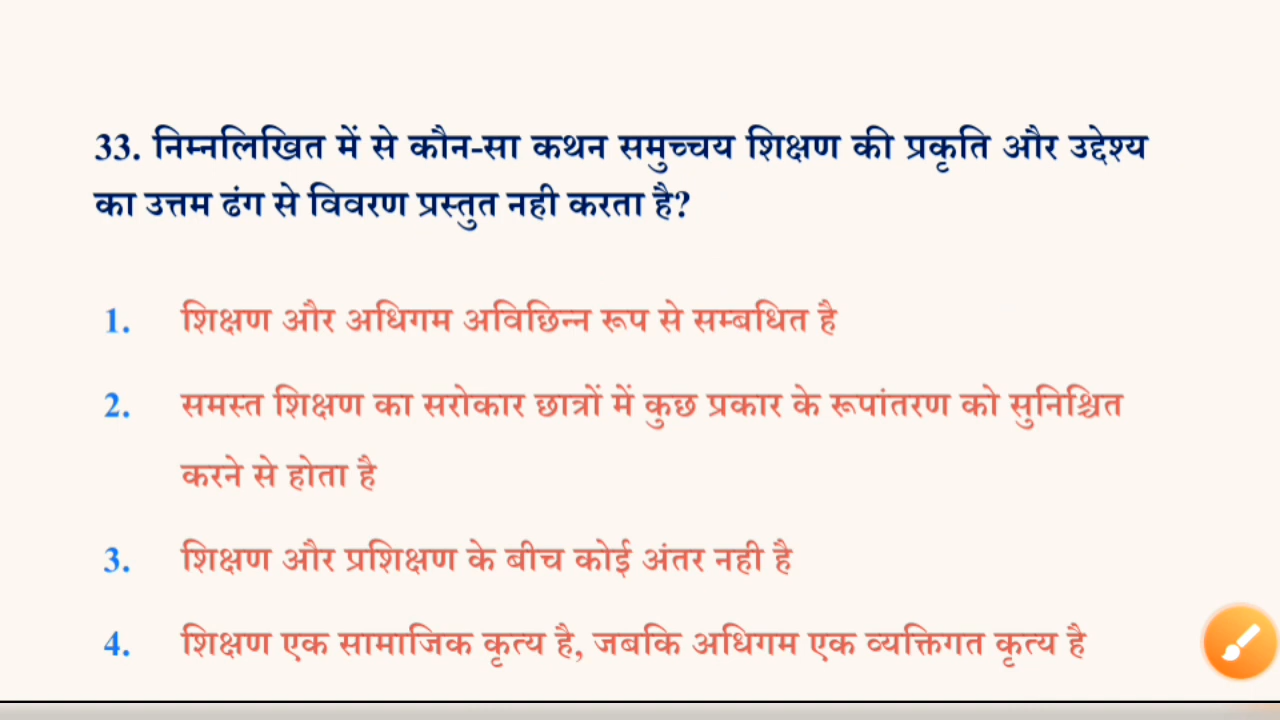 33. निम्नलिखित में से कौन-सा कथन समुच्चय शिक्षण की प्रकृति और उद्देश्य
का उत्तम ढंग से विवरण प्रस्तुत नही करता है?
1. शिक्षण और अधिगम अविछिन्न रूप से सम्बधित है
2. समस्त शिक्षण का सरोकार छात्रों में कुछ प्रकार के रूपांतरण को सुनिश्चित
करने से होता है
3. शिक्षण और प्रशिक्षण के बीच कोई अंतर नही है
4. शिक्षण एक सामाजिक कृत्य है, जबकि अधिगम एक व्यक्तिगत कृत्य है